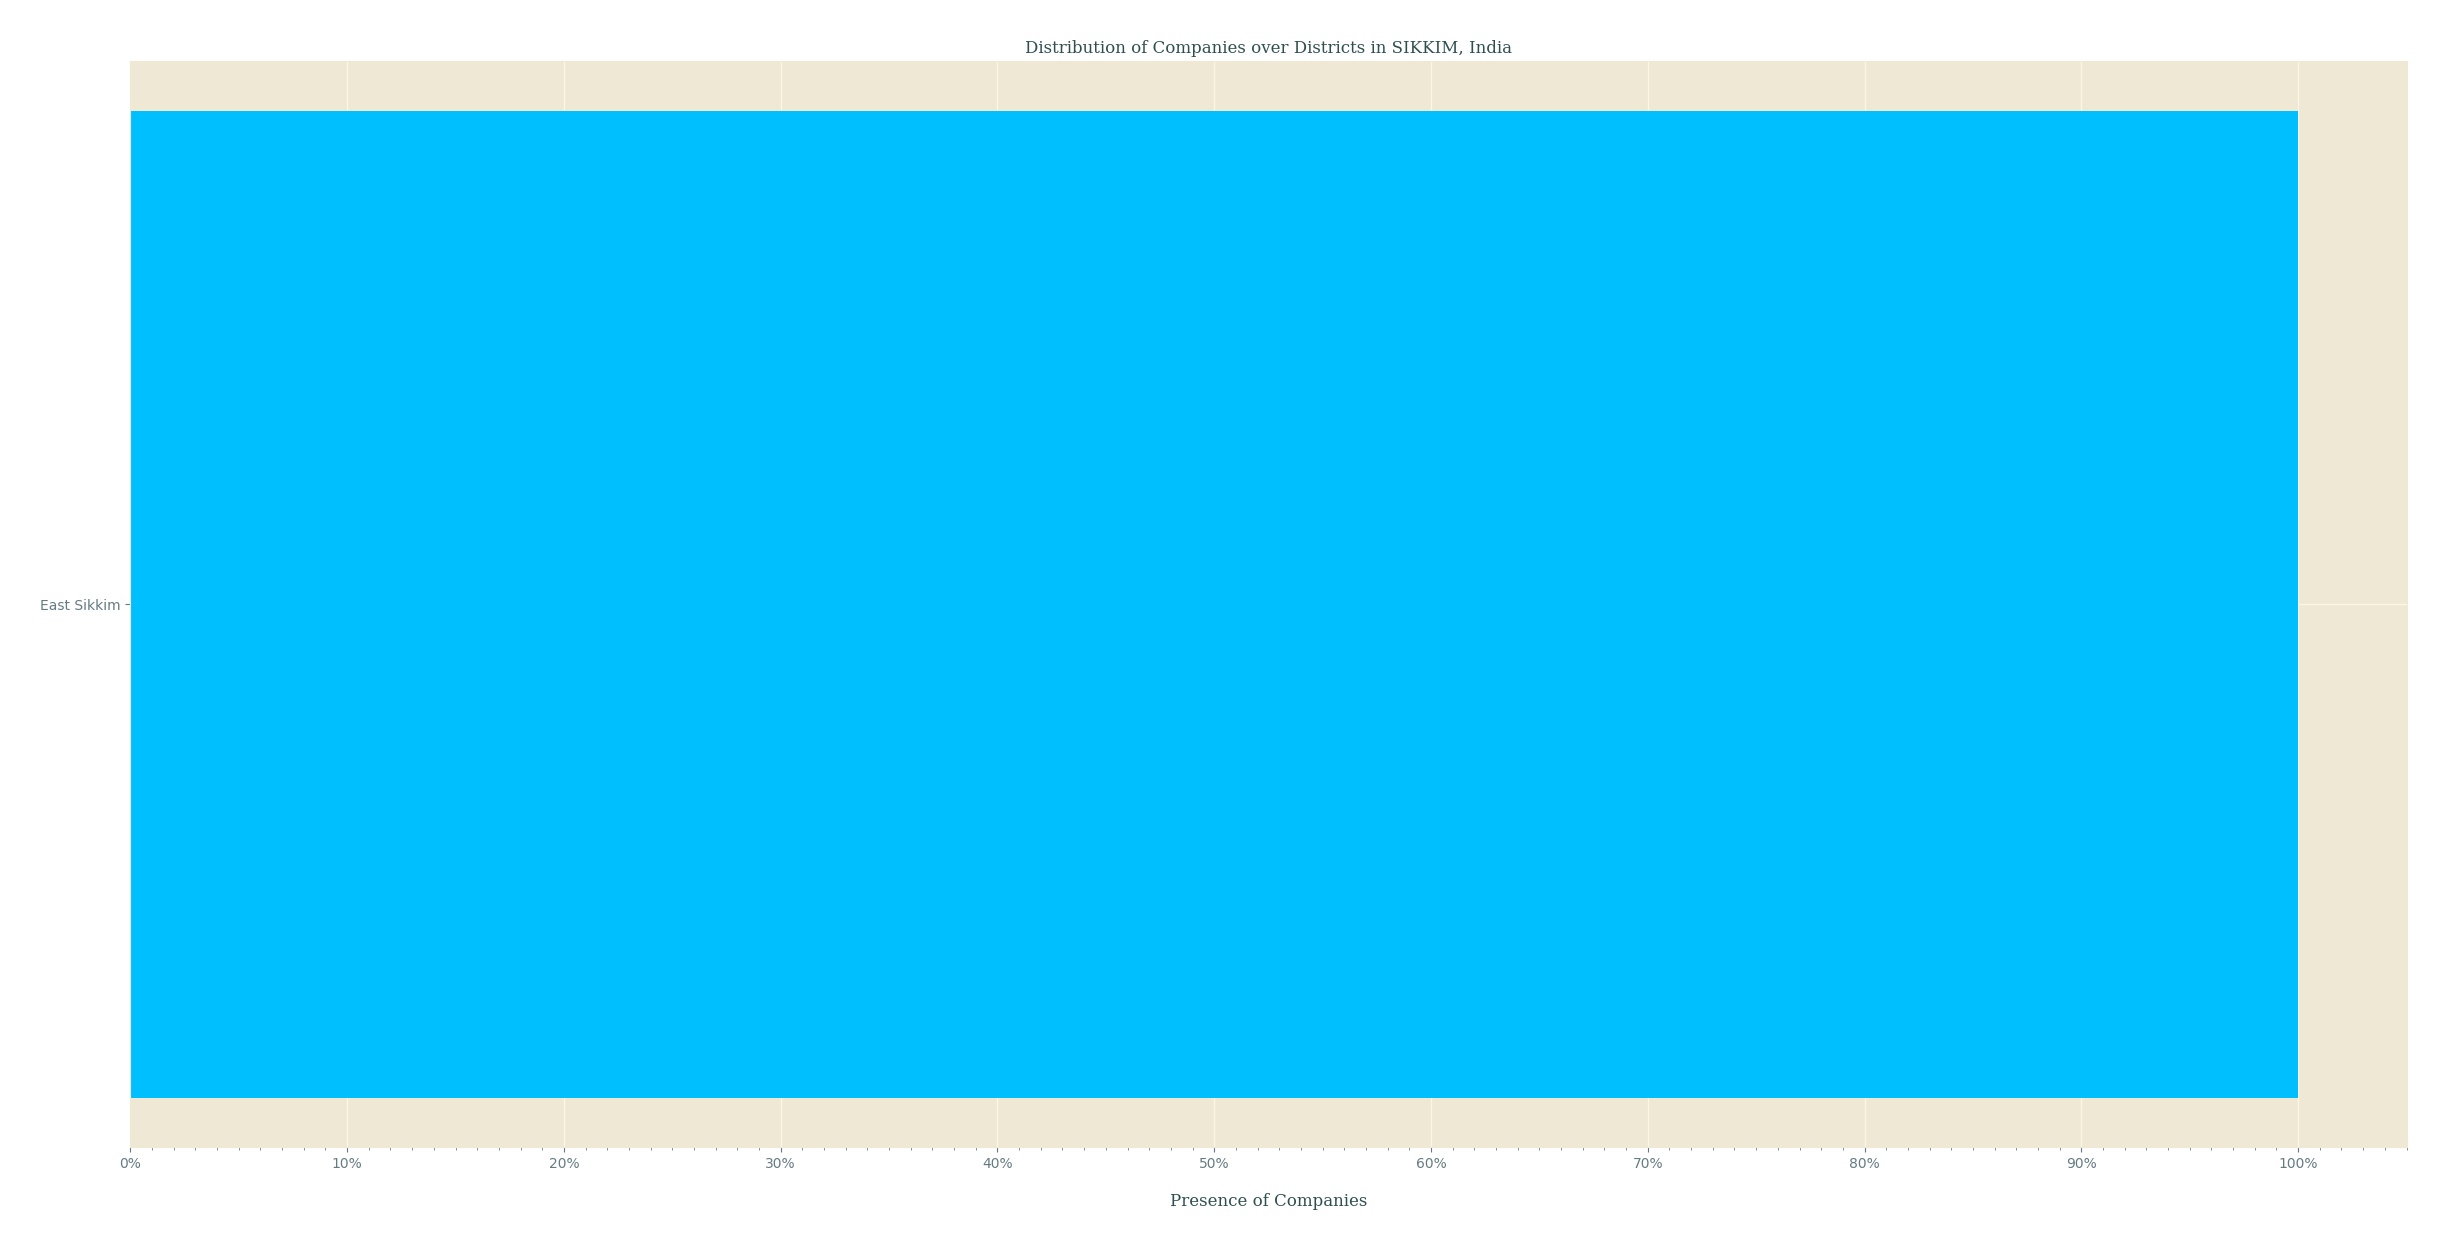 Distribution of Companies over Districts in SIKKIM, India
East Sikkim
0% 10% 20% 30% 40% 50% 60% 70% 80% 90% 100%
Presence of Companies